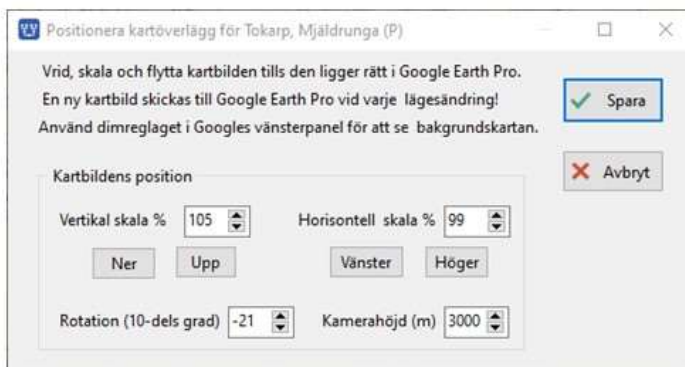 Positionera kartöverlägg för Tokarp, Mjäldrunga (P)
Vrid, skala och flytta kartbilden tills den ligger rätt i Google Earth Pro.
En ny kartbild skickas till Google Earth Pro vid varje lägesändring!
Använd dimreglaget i Googles vänsterpanel för att se bakgrundskartan.
Spara
Avbryt
Kartbildens position
Vertikal skala % 105 Horisontell skala % 99
Ner Upp Vänster Höger
Rotation (10-dels grad) -21 Kamerahöjd (m) 3000